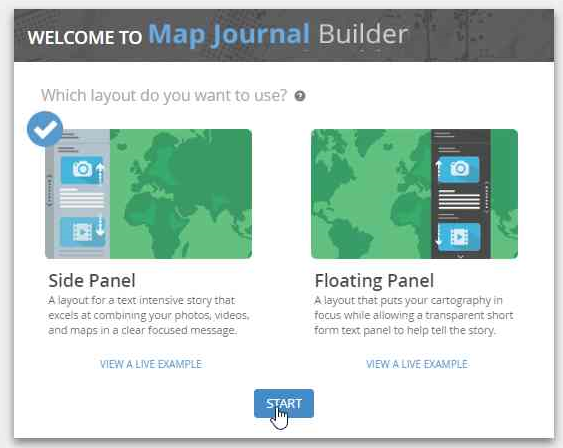 WELCOME TO Map Journal Builder
Which layout do you want to use? ?
Side Panel
A layout for a text intensive story that
excels at combining your photos, videos,
and maps in a clear focused message.
VIEW A LIVE EXAMPLE
Floating Panel
A layout that puts your cartography in
focus while allowing a transparent short
form text panel to help tell the story.
VIEW A LIVE EXAMPLE
START